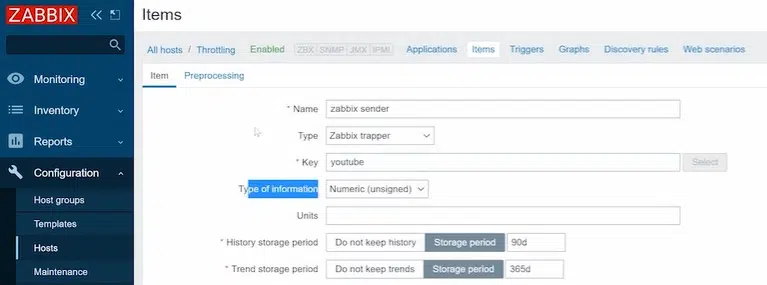 ZABBIX
Items
All hosts / Throttling Enabled ZBX SNMP JMX IPMI Applications Items Triggers Graphs Discovery rules Web scenarios
Item Preprocessing
Monitoring
Inventory
Reports
Configuration
Host groups
Templates
Hosts
Maintenance
* Name zabbix sender
Type Zabbix trapper
* Key youtube Select
Type of information Numeric (unsigned)
Units
* History storage period Do not keep history Storage period 90d
* Trend storage period Do not keep trends Storage period 365d